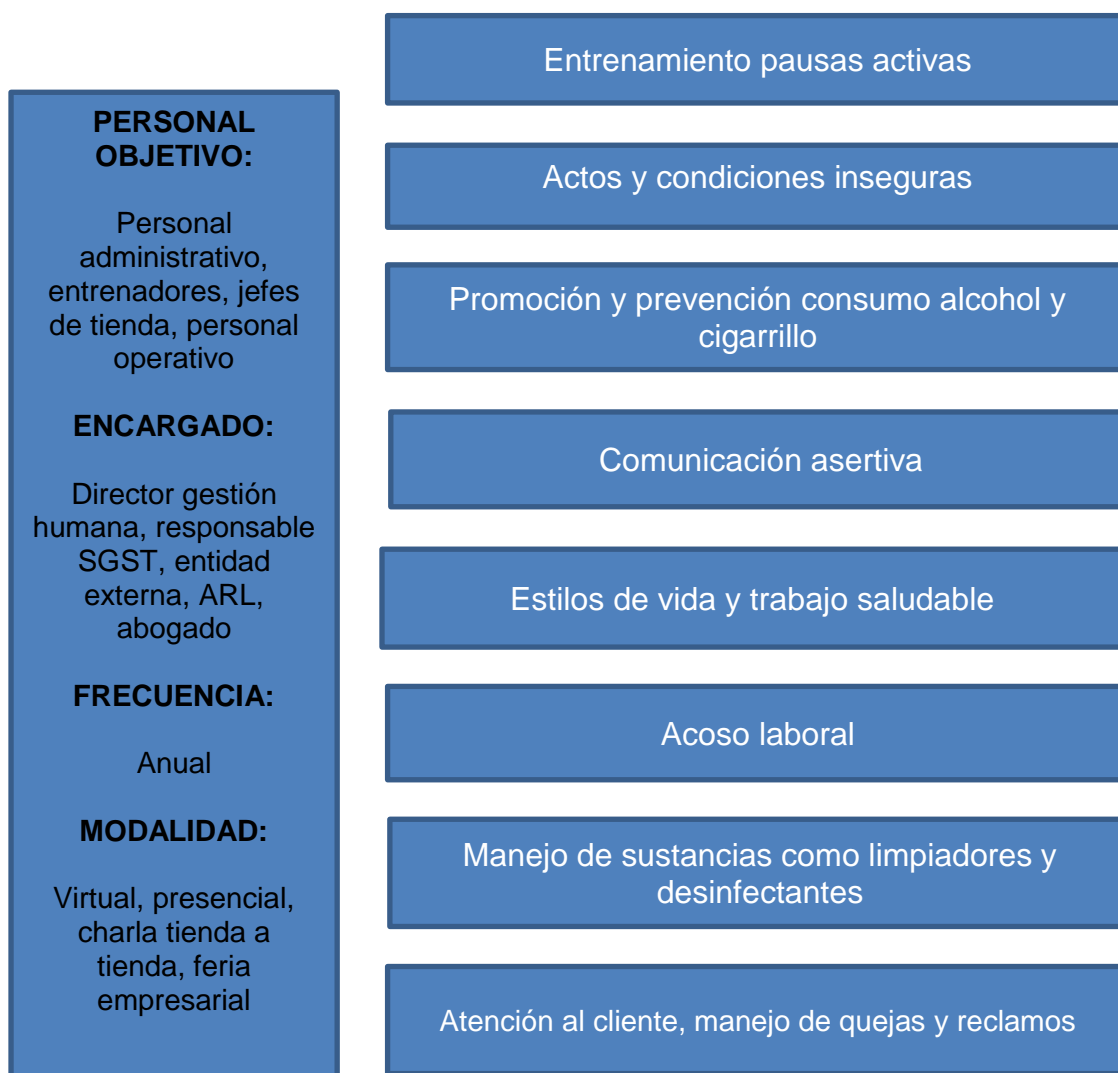 PERSONAL
OBJETIVO:
Personal
administrativo,
entrenadores, jefes
de tienda, personal
operativo
ENCARGADO:
Director gestión
humana, responsable
SGST, entidad
externa, ARL,
abogado
FRECUENCIA:
Anual
MODALIDAD:
Virtual, presencial,
charla tienda a
tienda, feria
empresarial
Entrenamiento pausas activas
Actos y condiciones inseguras
Promoción y prevención consumo alcohol y
cigarrillo
Comunicación asertiva
Estilos de vida y trabajo saludable
Acoso laboral
Manejo de sustancias como limpiadores y
desinfectantes
Atención al cliente, manejo de quejas y reclamos